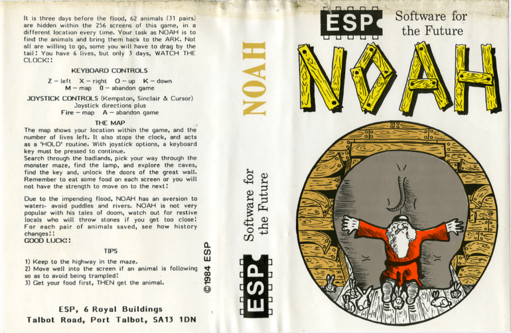 It is three days before the flood, 62 animals (31 pairs)
are hidden within the 256 screens of this game, in a
different location every time. Your task as NOAH is to
find the animals and bring them back to the ARK. Not
all are willing to go, some you will have to drag by the
tail! You have 6 lives, but only 3 days, WATCH THE
CLOCK!!
KEYBOARD CONTROLS
Z – left X – right O – up K – down
M – map 0 – abandon game
JOYSTICK CONTROLS (Kempston, Sinclair & Cursor)
Joystick directions plus
Fire – map A – abandon game
THE MAP
The map shows your location within the game, and the
number of lives left. It also stops the clock, and acts
as a 'HOLD' routine. With joystick options, a keyboard
key must be pressed to continue.
Search through the badlands, pick your way through the
monster maze, find the lamp, and explore the caves,
find the key, and unlock the doors of the great wall.
Remember to eat some food on each screen or you will
not have the strength to move on to the next!
Due to the impending flood, NOAH has an aversion to
waters- avoid puddles and rivers. NOAH is not very
popular with his tales of doom, watch out for restive
locals who will throw stones if you get too close!
For each pair of animals saved, see how history
changes!!
GOOD LUCK!!
TIPS
1) Keep to the highway in the maze.
2) Move well into the screen if an animal is following
so as to avoid being trampled!
3) Get your food first, THEN get the animal.
ESP, 6 Royal Buildings
Talbot Road, Port Talbot, SA13 1DN
©1984 ESP
NOAH
Software for
the Future
ESP
ESP
Software for
the Future
NOAH